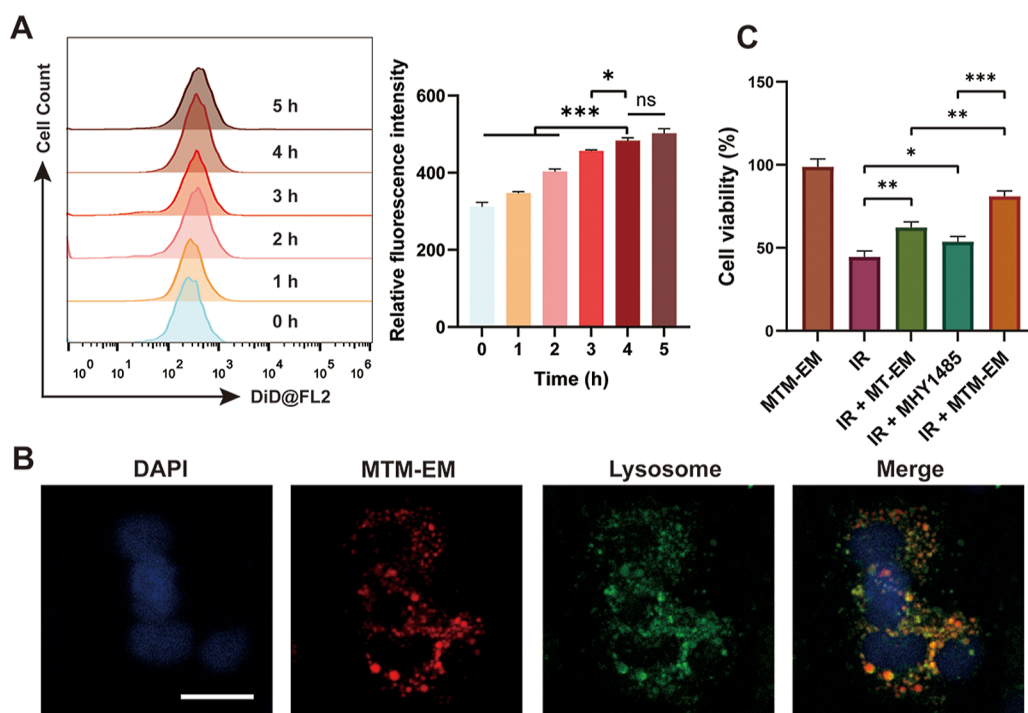 A
Cell Count
5 h
4 h
3 h
2 h
1 h
0 h
10^0 10^1 10^2 10^3 10^4 10^5 10^6
DiD@FL2
Relative fluorescence intensity
600
400
200
0
*
*** ns
0 1 2 3 4 5
Time (h)
C
Cell viability (%)
150
100
50
0
***
**
*
**
MTM-EM
IR
IR + MT-EM
IR + MHY1485
IR + MTM-EM
B
DAPI MTM-EM Lysosome Merge